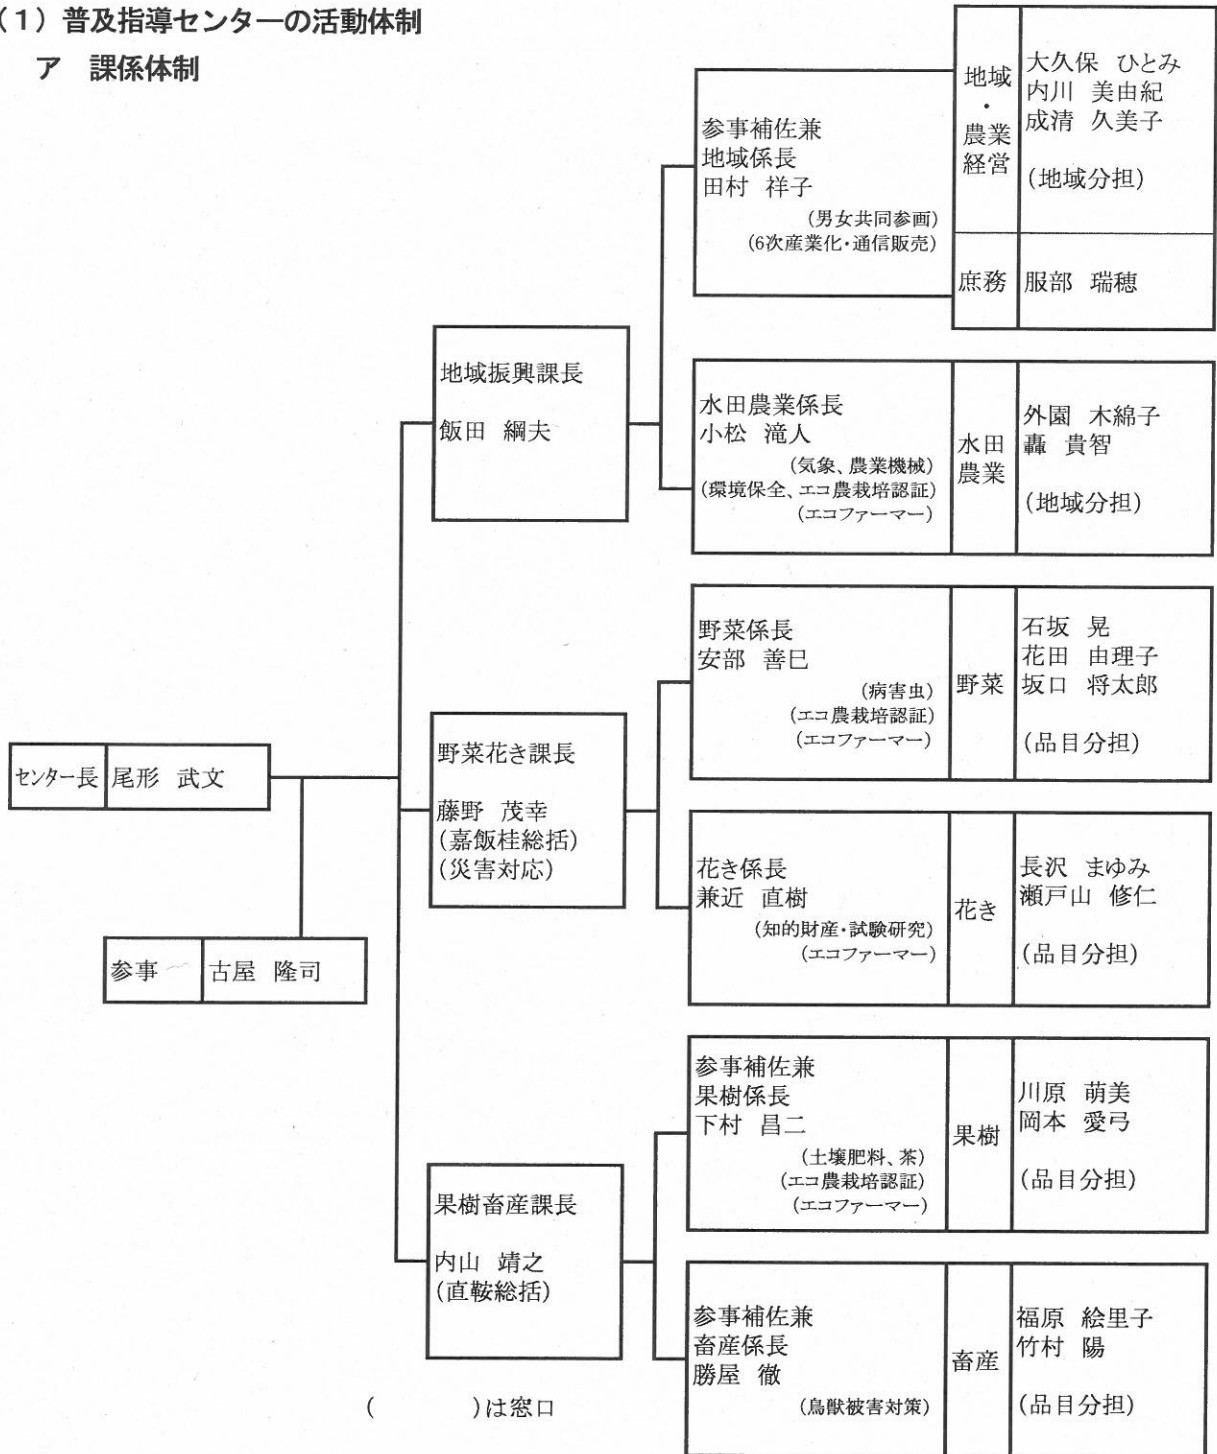 (1) 普及指導センターの活動体制
ア 課係体制
センター長
尾形 武文
参事
古屋 隆司
地域振興課長
飯田 綱夫
参事補佐兼
地域係長
田村 祥子
(男女共同参画)
(6次産業化・通信販売)
地域
・
農業
経営
大久保 ひとみ
内川 美由紀
成清 久美子
(地域分担)
庶務
服部 瑞穂
水田農業係長
小松 滝人
(気象、農業機械)
(環境保全、エコ農栽培認証)
(エコファーマー)
水田
農業
外園 木綿子
轟 貴智
(地域分担)
野菜花き課長
藤野 茂幸
(嘉飯桂総括)
(災害対応)
野菜係長
安部 善巳
(病害虫)
(エコ農栽培認証)
(エコファーマー)
野菜
石坂 晃
花田 由理子
坂口 将太郎
(品目分担)
花き係長
兼近 直樹
(知的財産・試験研究)
(エコファーマー)
花き
長沢 まゆみ
瀬戸山 修仁
(品目分担)
果樹畜産課長
内山 靖之
(直鞍総括)
参事補佐兼
果樹係長
下村 昌二
(土壌肥料、茶)
(エコ農栽培認証)
(エコファーマー)
果樹
川原 萌美
岡本 愛弓
(品目分担)
参事補佐兼
畜産係長
勝屋 徹
(鳥獣被害対策)
畜産
福原 絵里子
竹村 陽
(品目分担)
( )は窓口